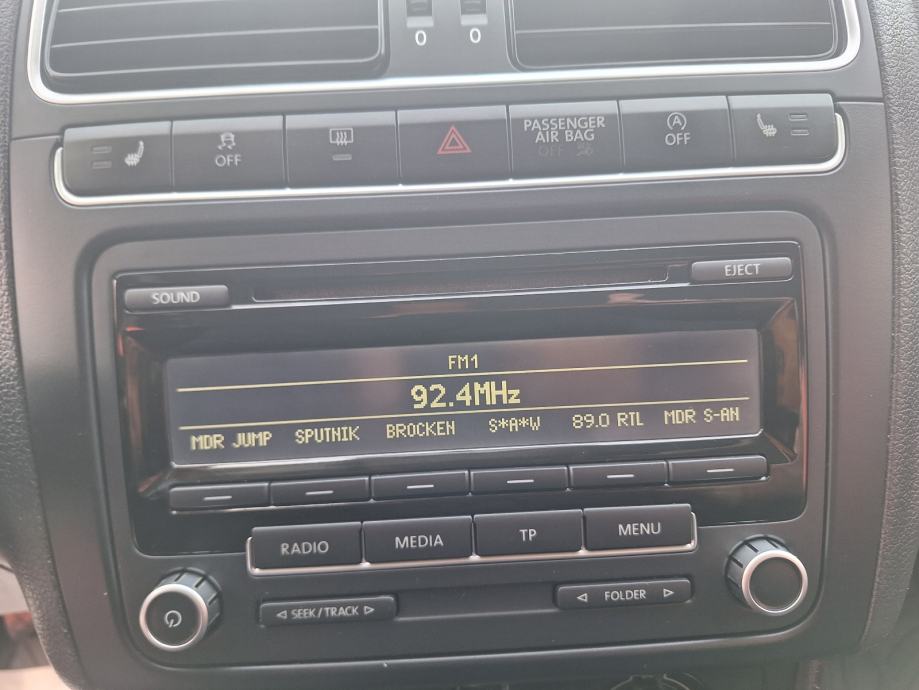 0 0
OFF
PASSENGER
AIR BAG
OFF
A
OFF
SOUND
EJECT
FM1
92.4MHz
MDR JUMP SPUTNIK BROCKEN S*A*W 89.0 RTL MDR S-AN
RADIO MEDIA TP MENU
SEEK/TRACK FOLDER